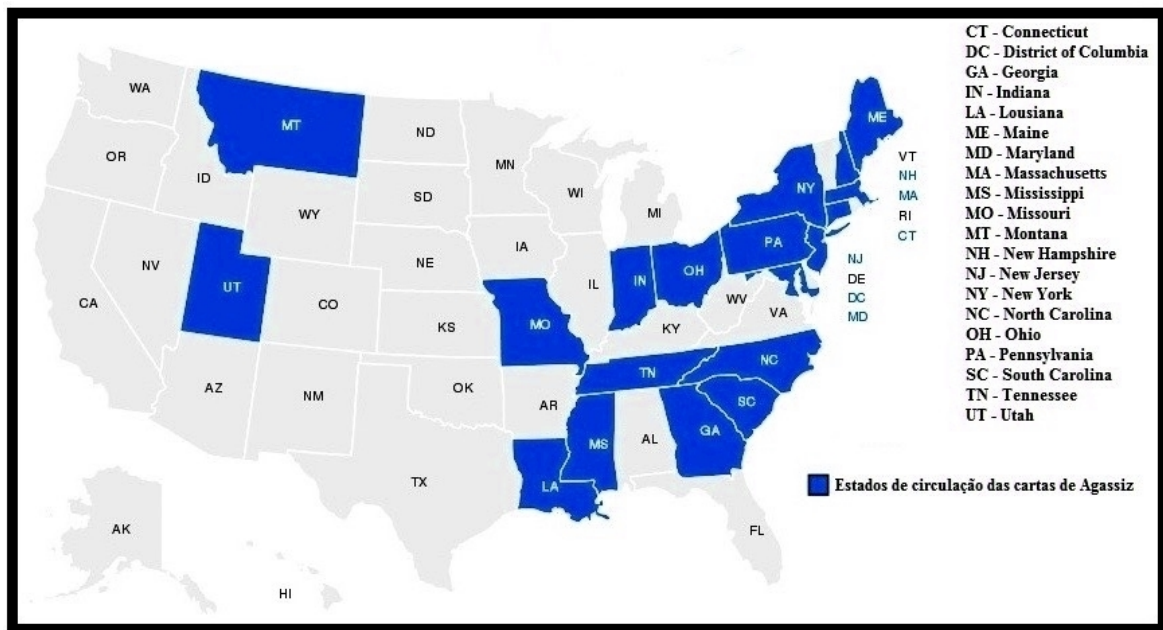 WA
MT
ND
MN
OR
ID
SD
WI
WY
MI
NV
NE
IA
UT
CO
IL
IN
OH
PA
NY
ME
VT
NH
MA
RI
CT
NJ
DE
DC
MD
CA
KS
MO
KY
WV
VA
AZ
NM
OK
AR
TN
NC
SC
MS
AL
GA
TX
LA
FL
AK
HI
CT - Connecticut
DC - District of Columbia
GA - Georgia
IN - Indiana
LA - Lousiana
ME - Maine
MD - Maryland
MA - Massachusetts
MS - Mississippi
MO - Missouri
MT - Montana
NH - New Hampshire
NJ - New Jersey
NY - New York
NC - North Carolina
OH - Ohio
PA - Pennsylvania
SC - South Carolina
TN - Tennessee
UT - Utah
Estados de circulação das cartas de Agassiz